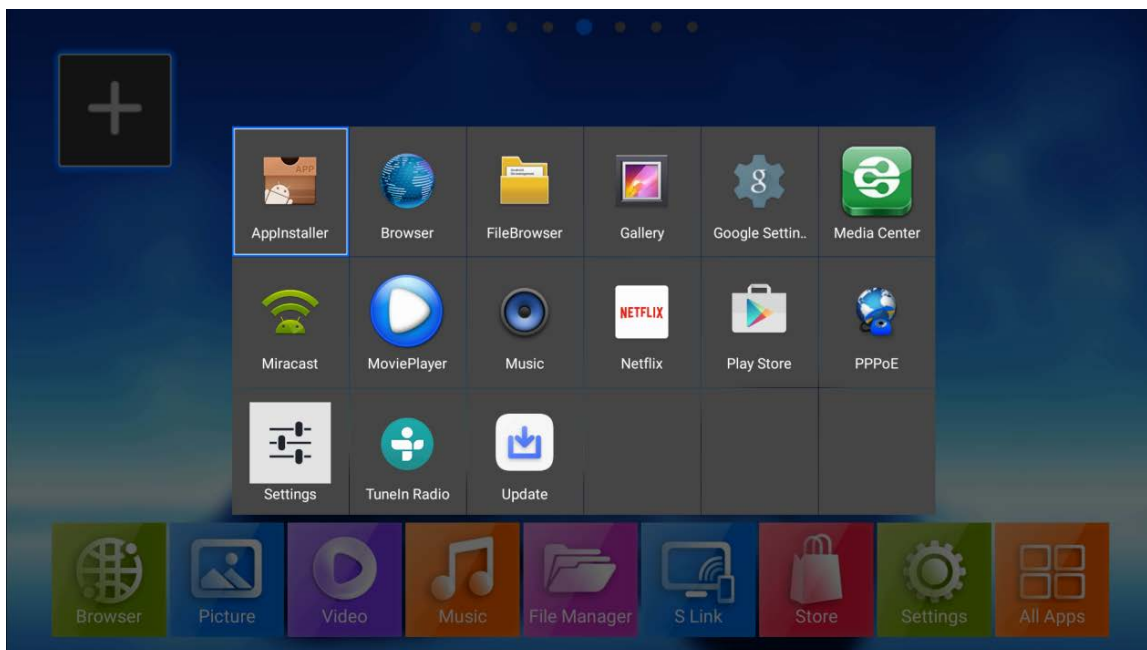 APP
AppInstaller
Browser
FileBrowser
Gallery
Google Settin..
Media Center
Miracast
MoviePlayer
Music
NETFLIX
Netflix
Play Store
PPPoE
Settings
TuneIn Radio
Update
Browser
Picture
Video
Music
File Manager
S Link
Store
Settings
All Apps